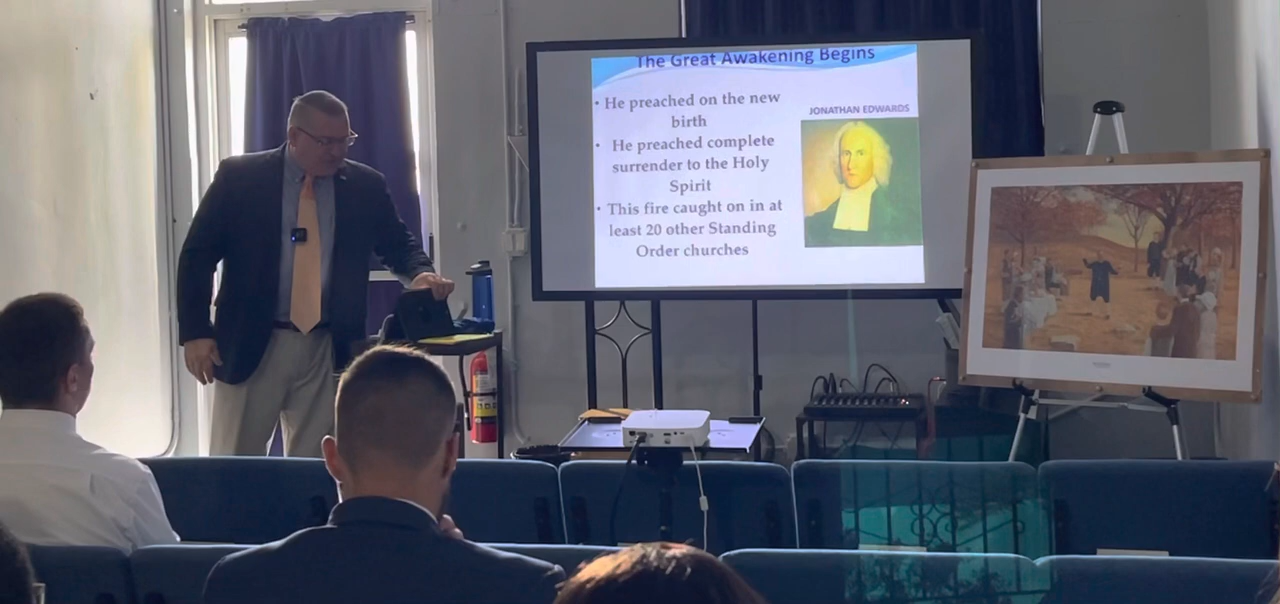 The Great Awakening Begins
• He preached on the new
birth
• He preached complete
surrender to the Holy
Spirit
• This fire caught on in at
least 20 other Standing
Order churches
JONATHAN EDWARDS